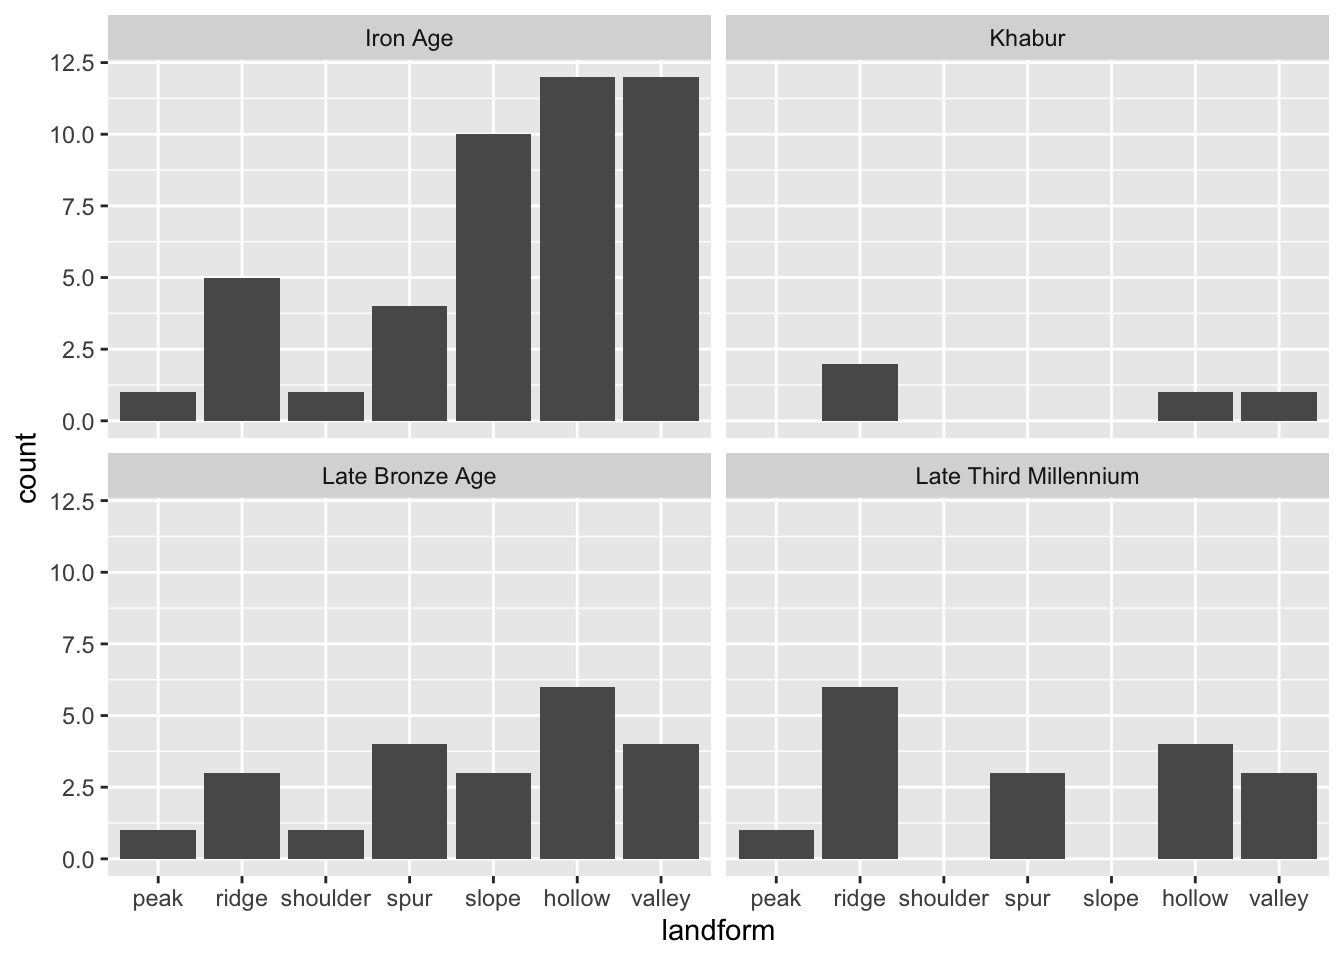 Iron Age
Khabur
12.5
10.0
7.5
5.0
2.5
0.0
count
Late Bronze Age
Late Third Millennium
12.5
10.0
7.5
5.0
2.5
0.0
peak ridge shoulder spur slope hollow valley
peak ridge shoulder spur slope hollow valley
landform